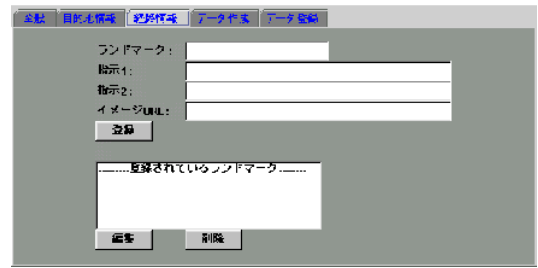 全般 目的地情報 経路情報 データ作成 データ登録
ランドマーク:
指示1:
指示2:
イメージURL:
登録
--------登録されているランドマーク--------
編集 削除